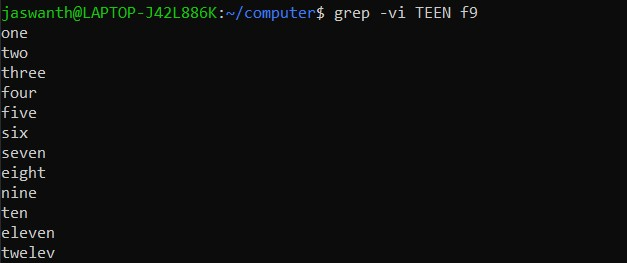 jaswanth@LAPTOP-J42L886K:~/computer$ grep -vi TEEN f9
one
two
three
four
five
six
seven
eight
nine
ten
eleven
twelev